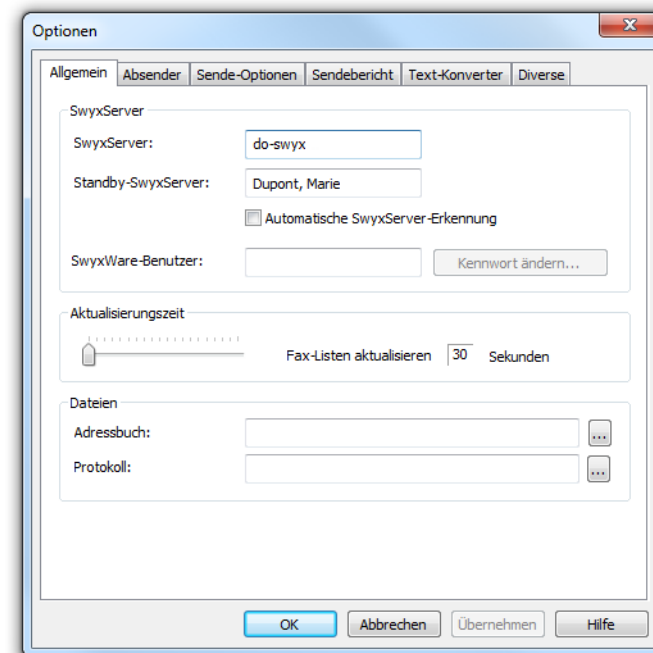 Optionen
Allgemein Absender Sende-Optionen Sendebericht Text-Konverter Diverse
SwyxServer
SwyxServer: do-swyx
Standby-SwyxServer: Dupont, Marie
Automatische SwyxServer-Erkennung
SwyxWare-Benutzer: Kennwort ändern...
Aktualisierungszeit
Fax-Listen aktualisieren 30 Sekunden
Dateien
Adressbuch: ...
Protokoll: ...
OK Abbrechen Übernehmen Hilfe